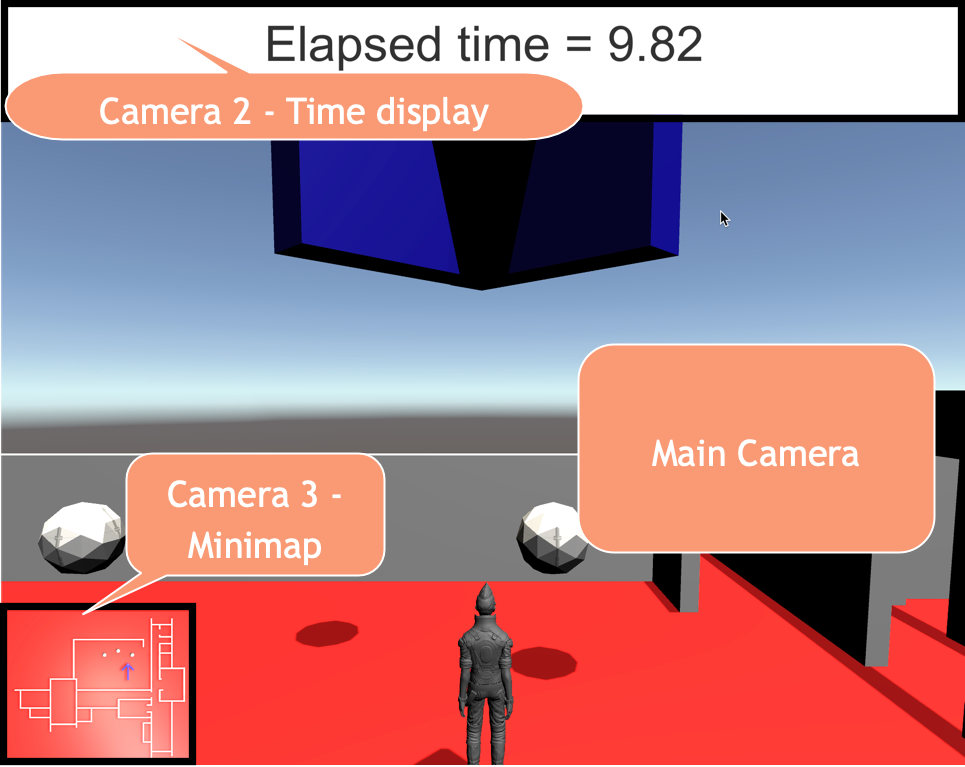 Elapsed time = 9.82
Camera 2 - Time display
Main Camera
Camera 3 -
Minimap